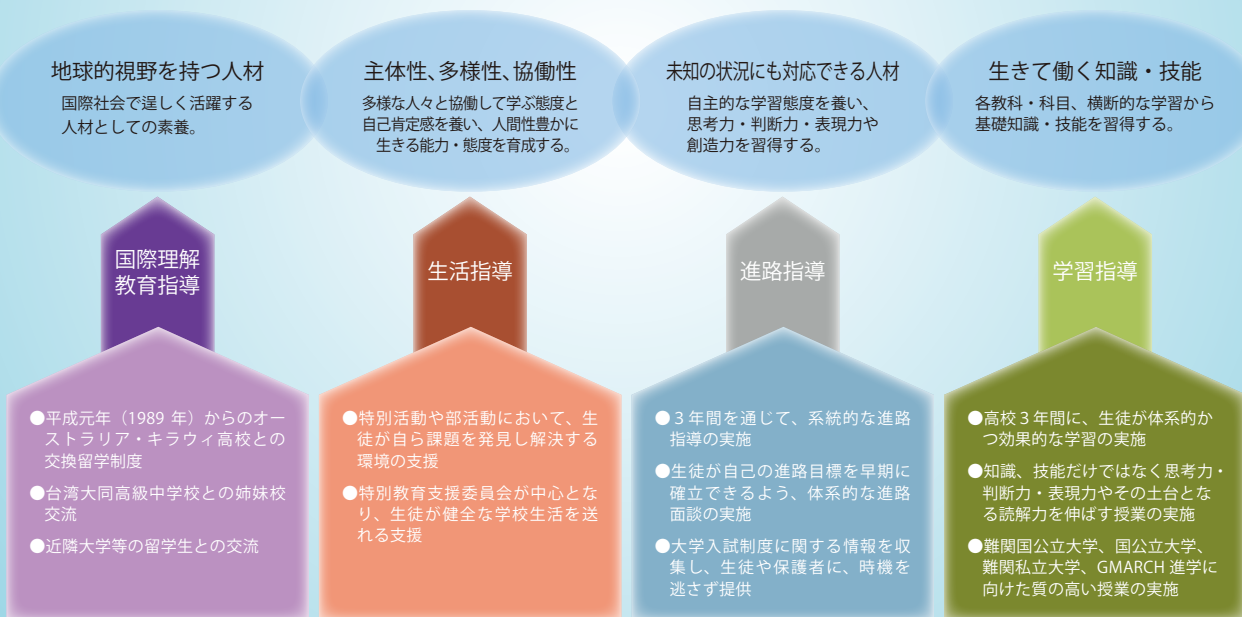 地球的視野を持つ人材
国際社会で逞しく活躍する
人材としての素養。
主体性、多様性、協働性
多様な人々と協働して学ぶ態度と
自己肯定感を養い、人間性豊かに
生きる能力・態度を育成する。
未知の状況にも対応できる人材
自主的な学習態度を養い、
思考力・判断力・表現力や
創造力を習得する。
生きて働く知識・技能
各教科・科目、横断的な学習から
基礎知識・技能を習得する。
国際理解
教育指導
生活指導
進路指導
学習指導
●平成元年（1989 年）からのオー
ストラリア・キラウィ高校との
交換留学制度
●台湾大同高級中学校との姉妹校
交流
●近隣大学等の留学生との交流
●特別活動や部活動において、生
徒が自ら課題を発見し解決する
環境の支援
●特別教育支援委員会が中心とな
り、生徒が健全な学校生活を送
れる支援
●３年間を通じて、系統的な進路
指導の実施
●生徒が自己の進路目標を早期に
確立できるよう、体系的な進路
面談の実施
●大学入試制度に関する情報を収
集し、生徒や保護者に、時機を
逃さず提供
●高校３年間に、生徒が体系的か
つ効果的な学習の実施
●知識、技能だけではなく思考力・
判断力・表現力やその土台とな
る読解力を伸ばす授業の実施
●難関国公立大学、国公立大学、
難関私立大学、GMARCH 進学に
向けた質の高い授業の実施